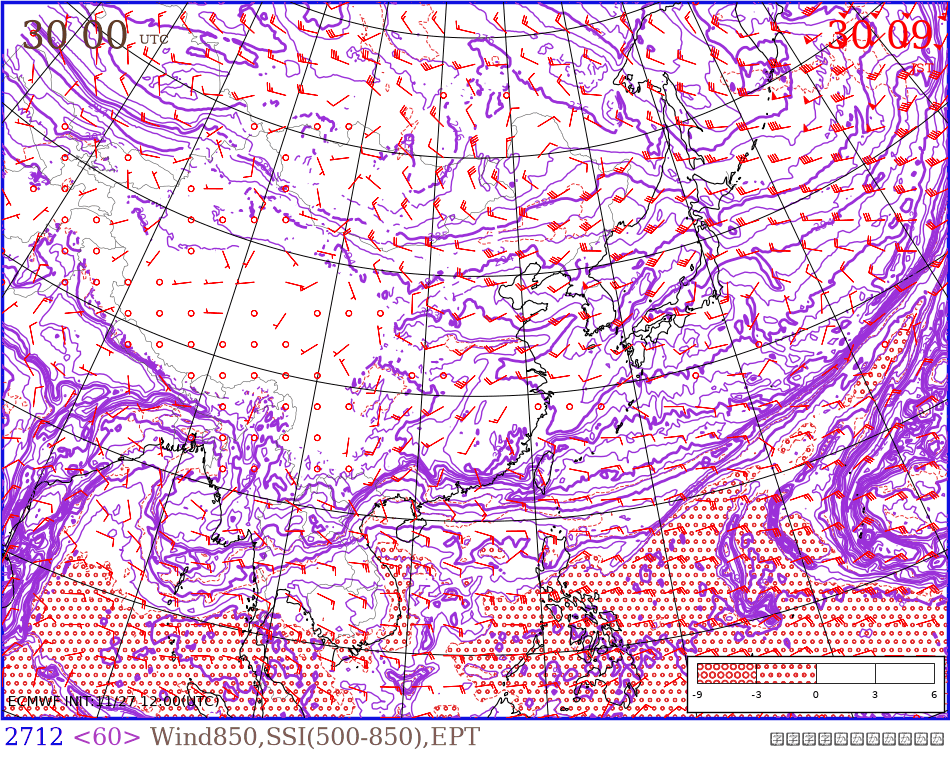 30 00 UTC
30 09
ECMWF INIT:11/27 12:00(UTC)
-9 -3 0 3 6
2712 <60> Wind850,SSI(500-850),EPT